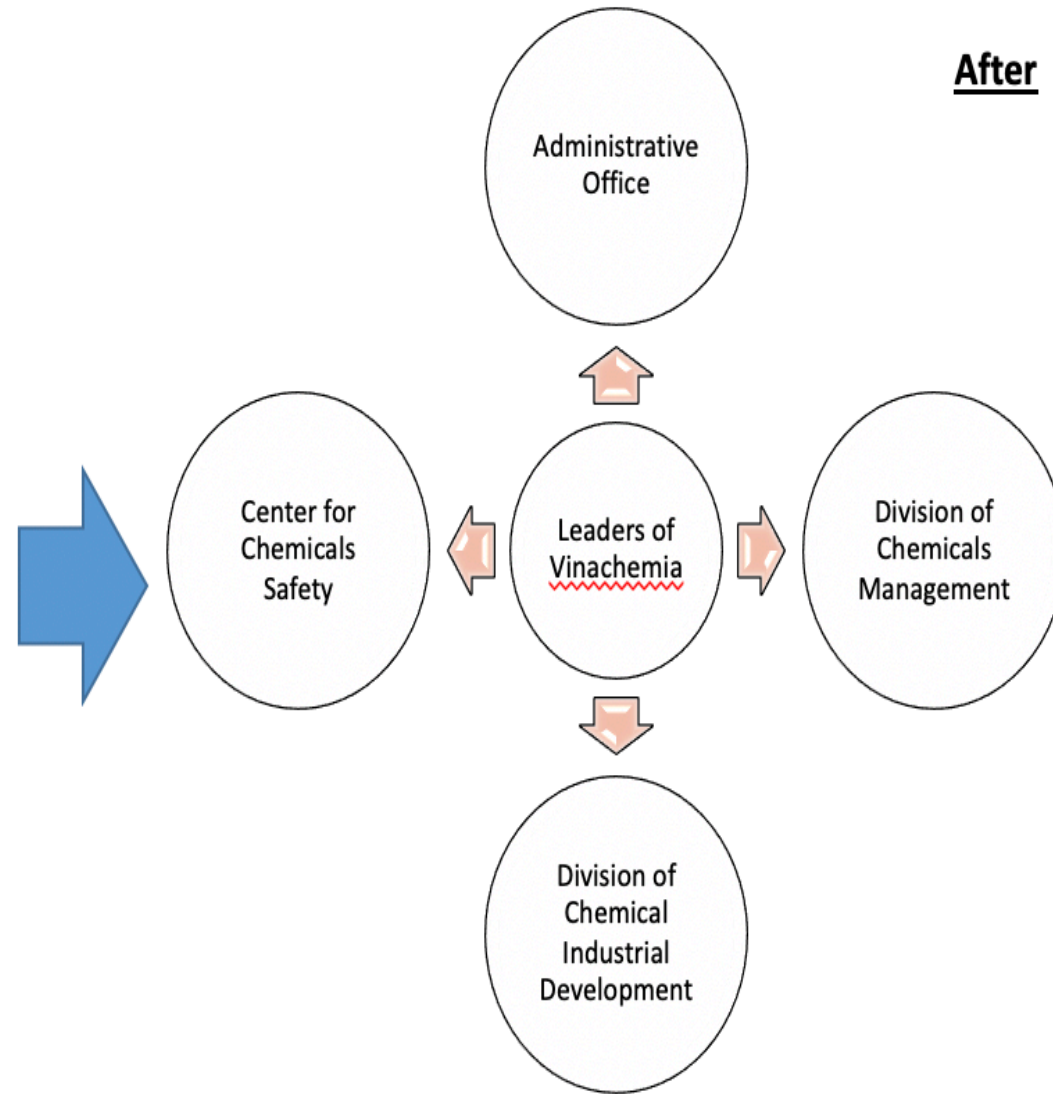 After
Administrative
Office
Center for
Chemicals
Safety
Leaders of
Vinachemia
Division of
Chemicals
Management
Division of
Chemical
Industrial
Development